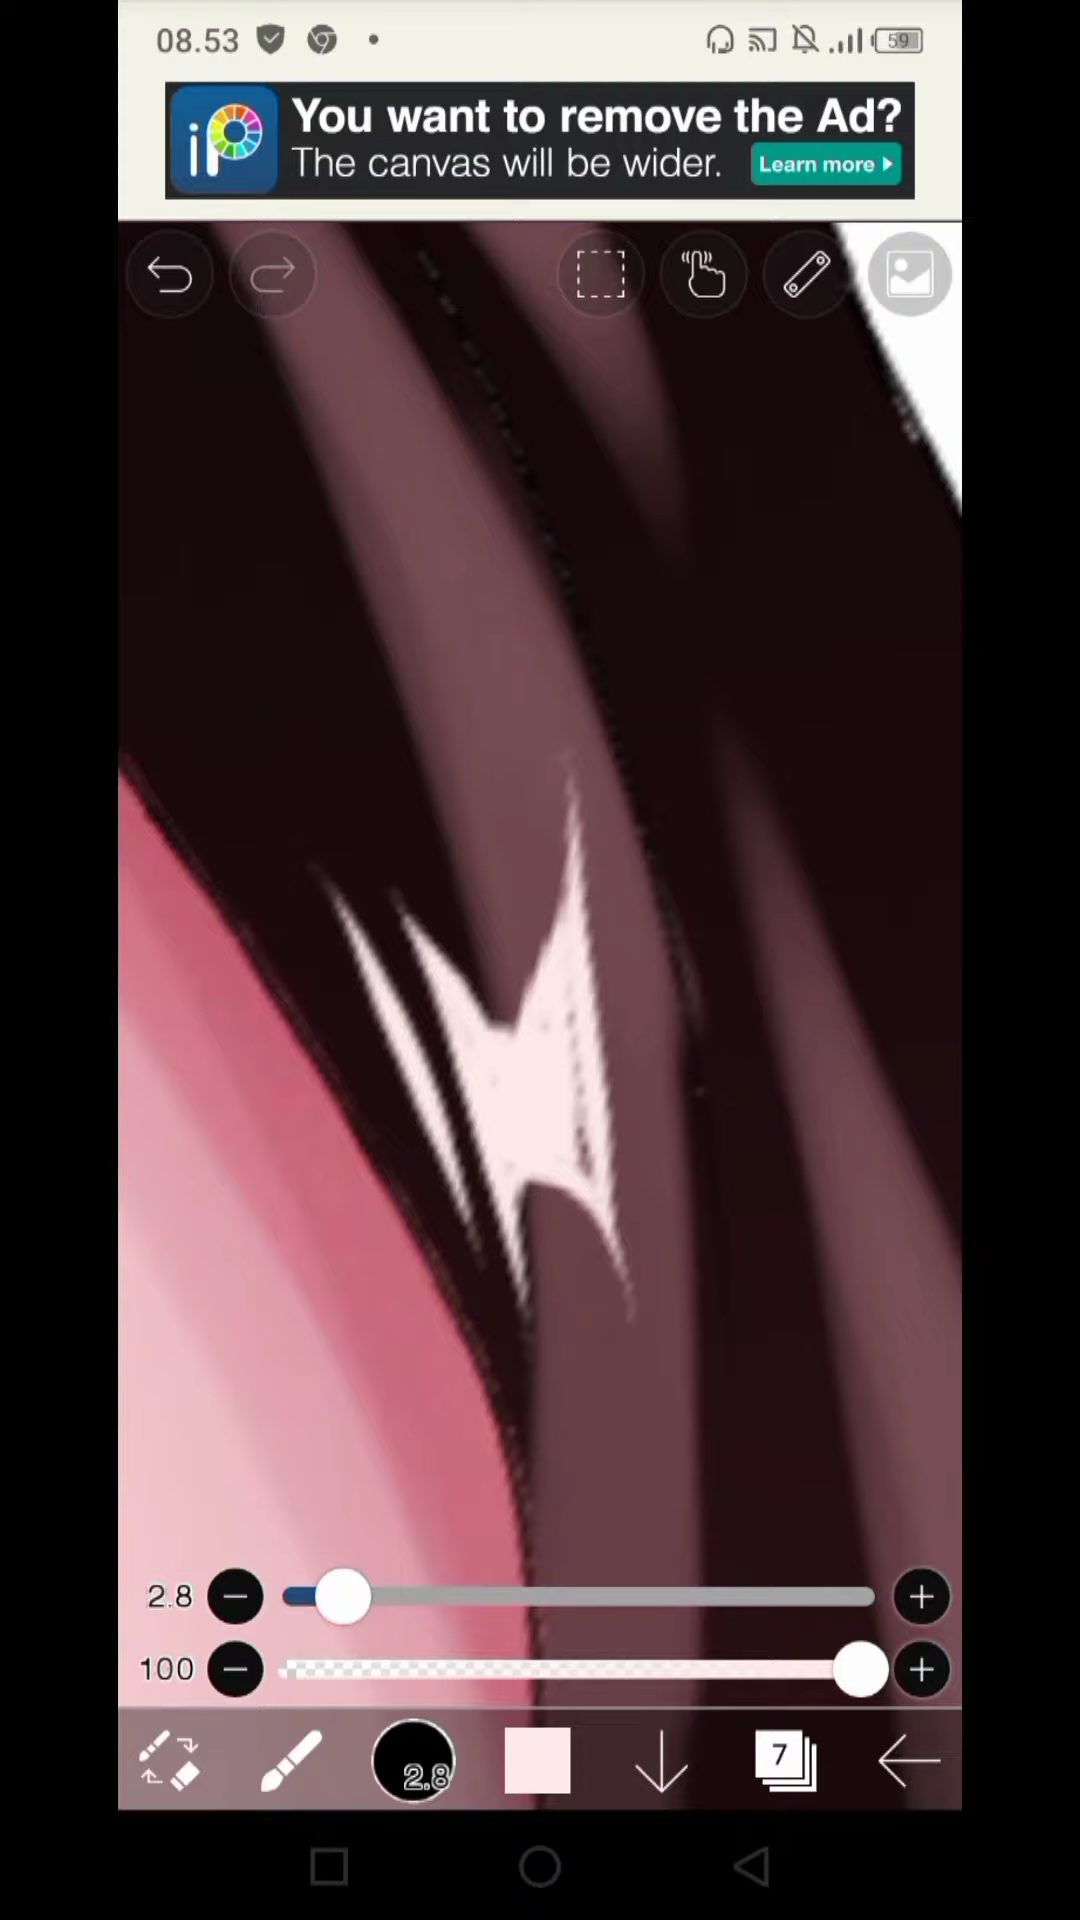 08.53
59
iP
You want to remove the Ad?
The canvas will be wider.
Learn more
2.8
100
2.8
7